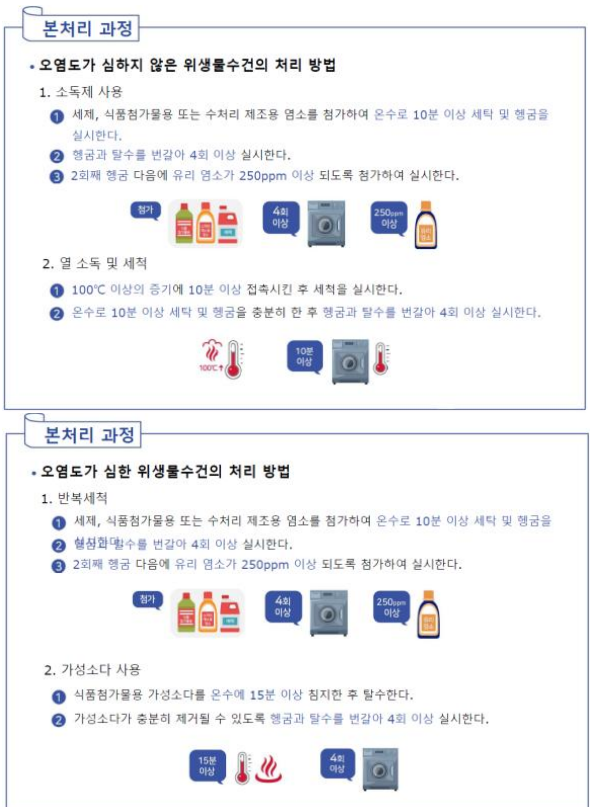 본처리 과정
• 오염도가 심하지 않은 위생물수건의 처리 방법
1. 소독제 사용
1 세제, 식품첨가물용 또는 수처리 제조용 염소를 첨가하여 온수로 10분 이상 세탁 및 헹굼을
실시한다.
2 헹굼과 탈수를 번갈아 4회 이상 실시한다.
3 2회째 헹굼 다음에 유리 염소가 250ppm 이상 되도록 첨가하여 실시한다.
첨가
세제
4회
이상
250ppm
이상
유리
염소
2. 열 소독 및 세척
1 100℃ 이상의 증기에 10분 이상 접촉시킨 후 세척을 실시한다.
2 온수로 10분 이상 세탁 및 헹굼을 충분히 한 후 헹굼과 탈수를 번갈아 4회 이상 실시한다.
100℃↑
10분
이상
본처리 과정
• 오염도가 심한 위생물수건의 처리 방법
1. 반복세척
1 세제, 식품첨가물용 또는 수처리 제조용 염소를 첨가하여 온수로 10분 이상 세탁 및 헹굼을
실시한다.
2 헹굼과 탈수를 번갈아 4회 이상 실시한다.
3 2회째 헹굼 다음에 유리 염소가 250ppm 이상 되도록 첨가하여 실시한다.
첨가
세제
4회
이상
250ppm
이상
유리
염소
2. 가성소다 사용
1 식품첨가물용 가성소다를 온수에 15분 이상 침지한 후 탈수한다.
2 가성소다가 충분히 제거될 수 있도록 헹굼과 탈수를 번갈아 4회 이상 실시한다.
15분
이상
4회
이상